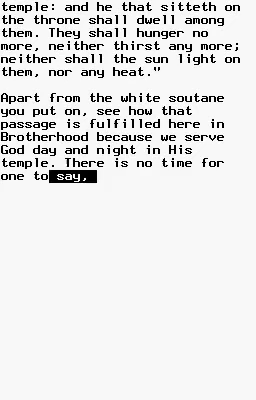 temple: and he that sitteth on
the throne shall dwell among
them. They shall hunger no
more, neither thirst any more;
neither shall the sun light on
them, nor any heat."
Apart from the white soutane
you put on, see how that
passage is fulfilled here in
Brotherhood because we serve
God day and night in His
temple. There is no time for
one to say,